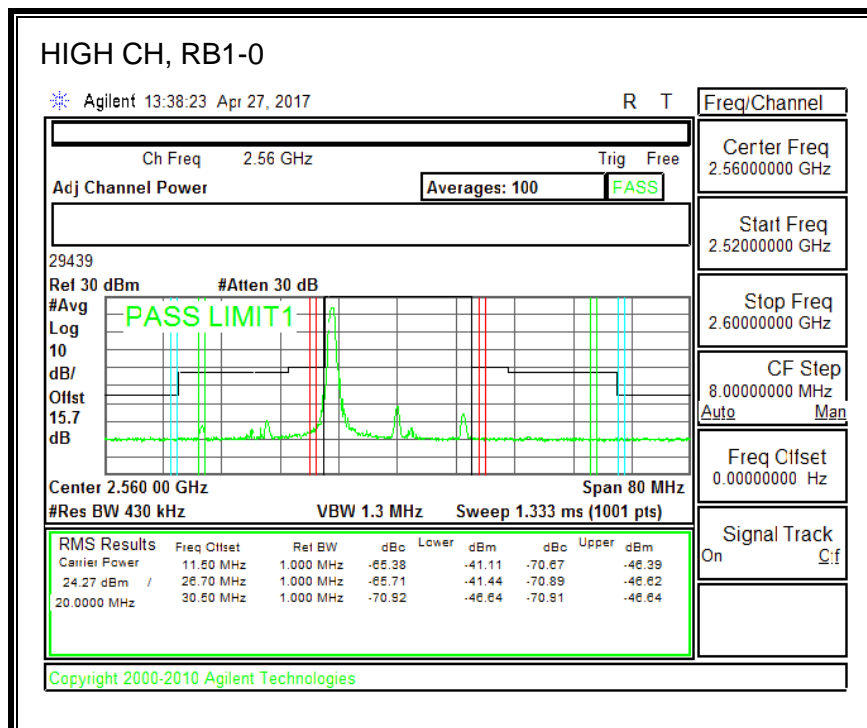 HIGH CH, RB1-0
Agilent 13:38:23 Apr 27, 2017 R T
Freq/Channel
Ch Freq 2.56 GHz Trig Free
Adj Channel Power Averages: 100 PASS
Center Freq
2.56000000 GHz
Start Freq
2.52000000 GHz
Stop Freq
2.60000000 GHz
CF Step
8.00000000 MHz
Auto Man
Freq Offset
0.00000000 Hz
Signal Track
On Off
29439
Ref 30 dBm #Atten 30 dB
#Avg
Log
10
dB/
Offst
15.7
dB
PASS LIMIT1
Center 2.560 00 GHz Span 80 MHz
#Res BW 430 kHz VBW 1.3 MHz Sweep 1.333 ms (1001 pts)
RMS Results Freq Offset Ref BW dBc Lower dBm dBc Upper dBm
Carrier Power 11.50 MHz 1.000 MHz -65.38 -41.11 -70.67 -46.39
24.27 dBm / 26.70 MHz 1.000 MHz -65.71 -41.44 -70.89 -46.62
20.0000 MHz 30.50 MHz 1.000 MHz -70.92 -46.64 -70.91 -46.64
Copyright 2000-2010 Agilent Technologies